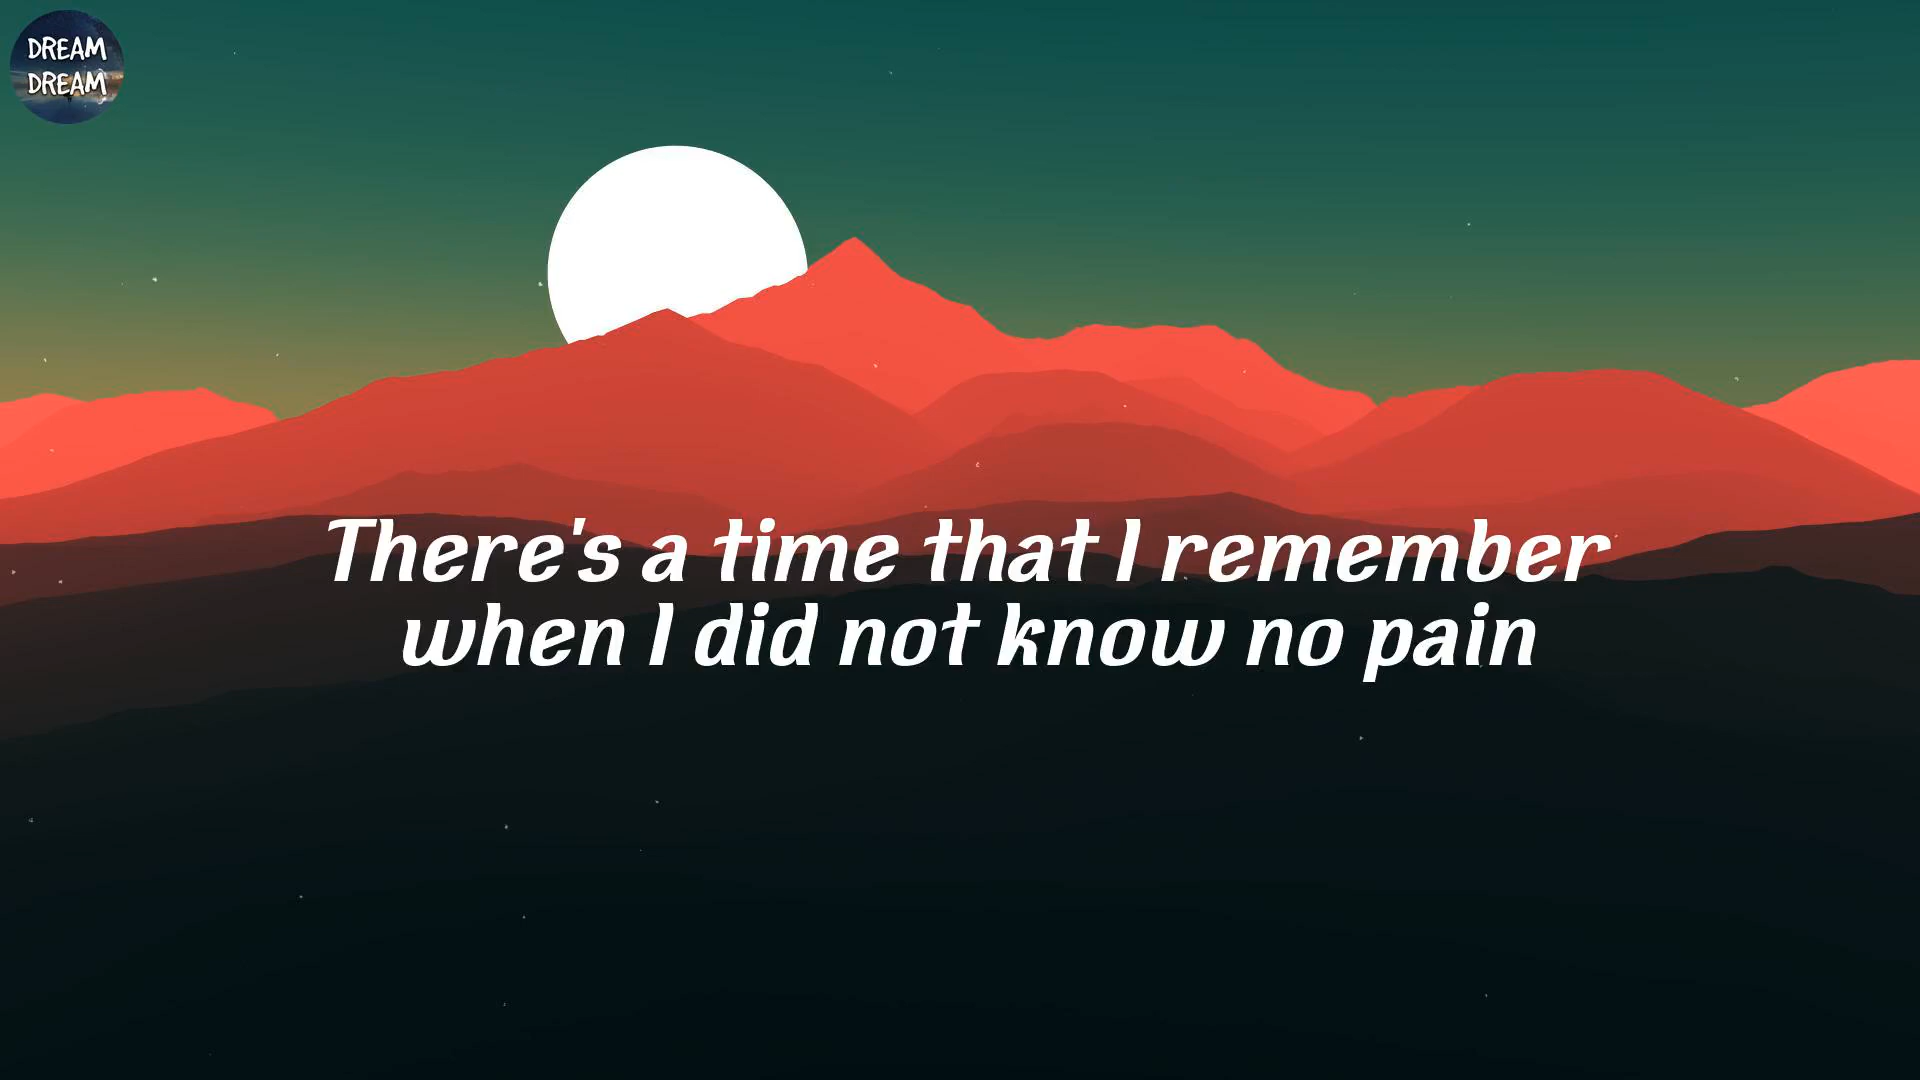 DREAM
DREAM
There's a time that I remember
when I did not know no pain